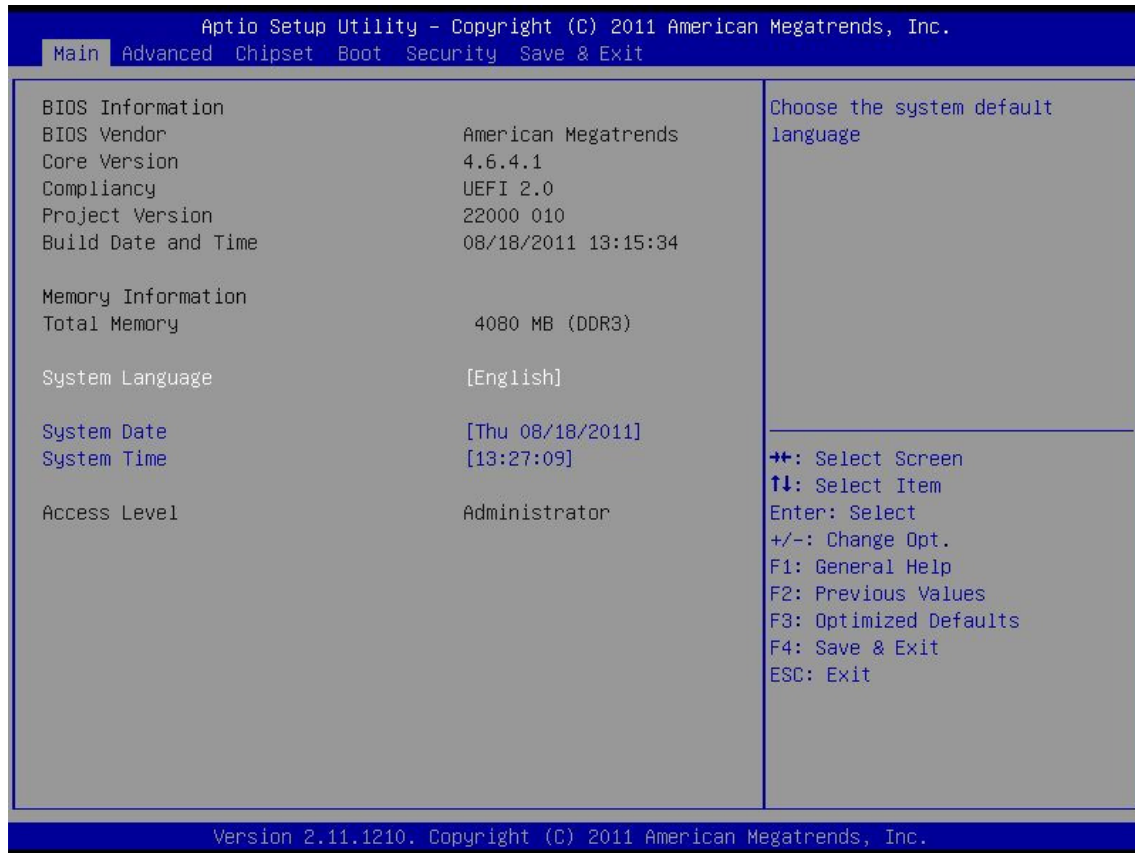 Aptio Setup Utility – Copyright (C) 2011 American Megatrends, Inc.
Main Advanced Chipset Boot Security Save & Exit
BIOS Information
BIOS Vendor American Megatrends
Core Version 4.6.4.1
Compliancy UEFI 2.0
Project Version 22000 010
Build Date and Time 08/18/2011 13:15:34
Memory Information
Total Memory 4080 MB (DDR3)
System Language [English]
System Date [Thu 08/18/2011]
System Time [13:27:09]
Access Level Administrator
Choose the system default
language
→←: Select Screen
↑↓: Select Item
Enter: Select
+/-: Change Opt.
F1: General Help
F2: Previous Values
F3: Optimized Defaults
F4: Save & Exit
ESC: Exit
Version 2.11.1210. Copyright (C) 2011 American Megatrends, Inc.